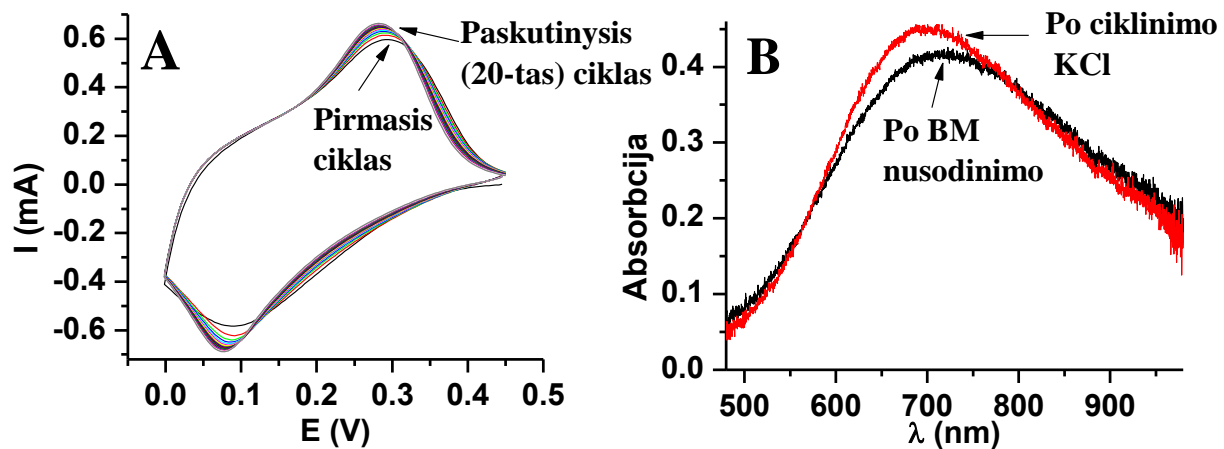 A
Paskutinysis
(20-tas) ciklas
Pirmasis
ciklas
I (mA)
0.6
0.4
0.2
0.0
-0.2
-0.4
-0.6
0.0 0.1 0.2 0.3 0.4 0.5
E (V)
B
Po ciklinimo
KCl
Po BM
nusodinimo
Absorbcija
0.4
0.3
0.2
0.1
0.0
500 600 700 800 900
λ (nm)